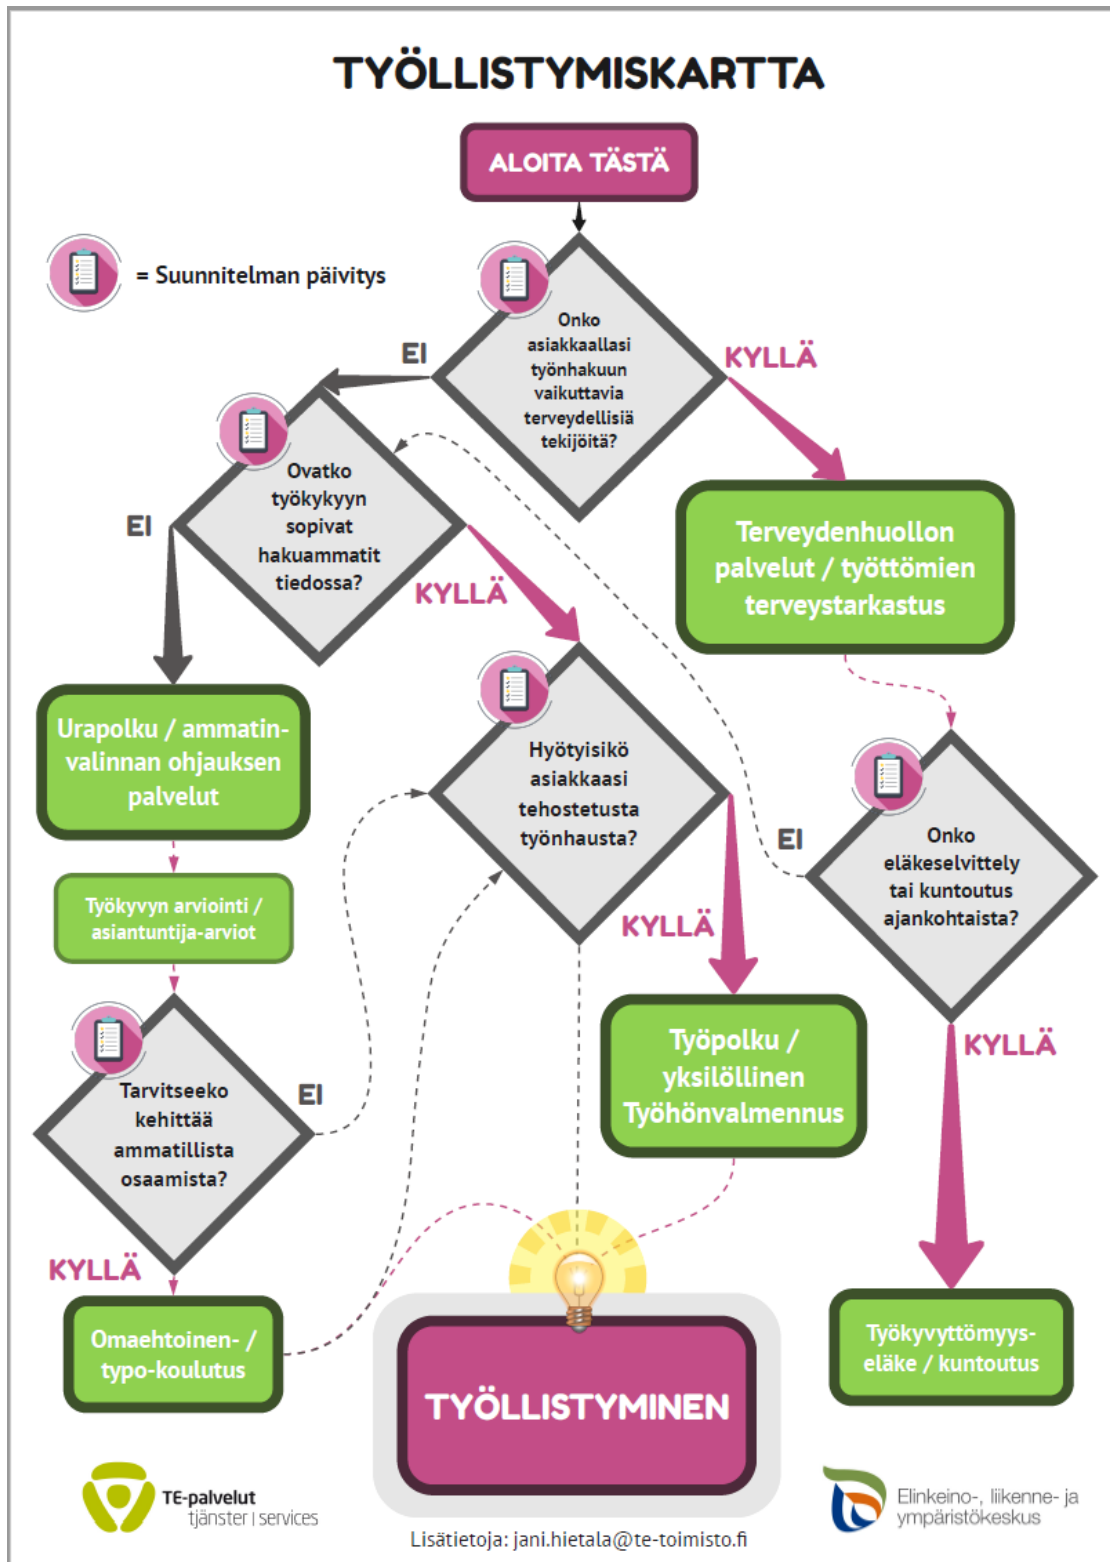 TYÖLLISTYMISKARTTA
ALOITA TÄSTÄ
= Suunnitelman päivitys
Onko
asiakkaallasi
työnhakuun
vaikuttavia
terveydellisiä
tekijöitä?
EI
KYLLÄ
Ovatko
työkykyyn
sopivat
hakuammatit
tiedossa?
EI
KYLLÄ
Terveydenhuollon
palvelut / työttömien
terveystarkastus
Urapolku / ammatin-
valinnan ohjauksen
palvelut
Hyötyisikö
asiakkaasi
tehostetusta
työnhausta?
KYLLÄ
Onko
eläkeselvittely
tai kuntoutus
ajankohtaista?
EI
KYLLÄ
Työkyvyn arviointi /
asiantuntija-arviot
Tarvitseeko
kehittää
ammatillista
osaamista?
EI
KYLLÄ
Työpolku /
yksilöllinen
Työhönvalmennus
Omaehtoinen- /
typo-koulutus
TYÖLLISTYMINEN
Työkyvyttömyys-
eläke / kuntoutus
TE-palvelut
tjänster | services
Lisätietoja: jani.hietala@te-toimisto.fi
Elinkeino-, liikenne- ja
ympäristökeskus